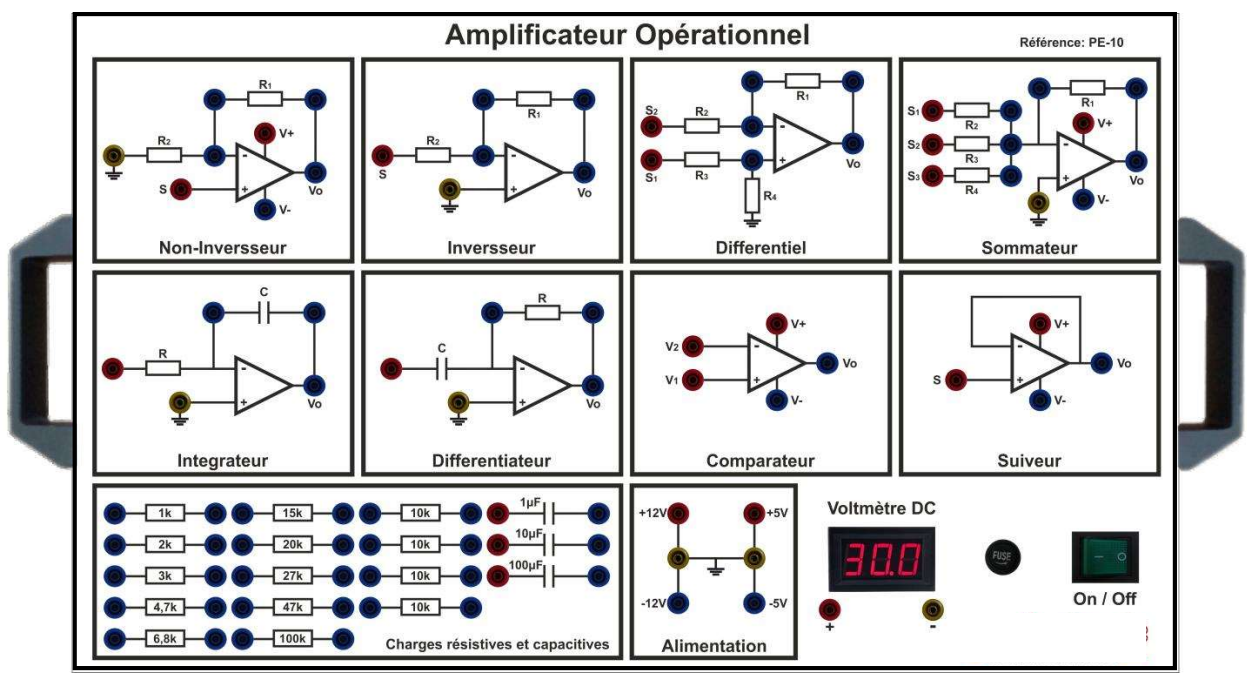 Amplificateur Opérationnel
Référence: PE-10
R1
R2
V+
-
+
S
Vo
V-
Non-Inversseur
R1
R2
-
+
S
Vo
Inversseur
R1
S2
R2
-
+
S1
R3
Vo
R4
Differentiel
R1
S1
R2
V+
S2
R3
-
+
S3
R4
Vo
V-
Sommateur
C
R
-
+
Vo
Integrateur
R
C
-
+
Vo
Differentiateur
V+
V2
-
V1
+
Vo
V-
Comparateur
V+
-
+
S
Vo
V-
Suiveur
1k 15k 10k 1µF
2k 20k 10k 10µF
3k 27k 10k 100µF
4,7k 47k 10k
6,8k 100k
Charges résistives et capacitives
+12V +5V
-12V -5V
Alimentation
Voltmètre DC
30.0
+ -
FUSE
On / Off